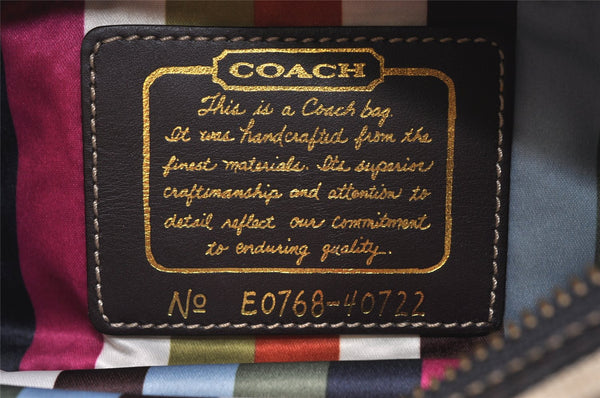 COACH
This is a Coach bag.
It was handcrafted from the
finest materials. Its superior
craftsmanship and attention to
detail reflect our commitment
to enduring quality.
No E0768-40722